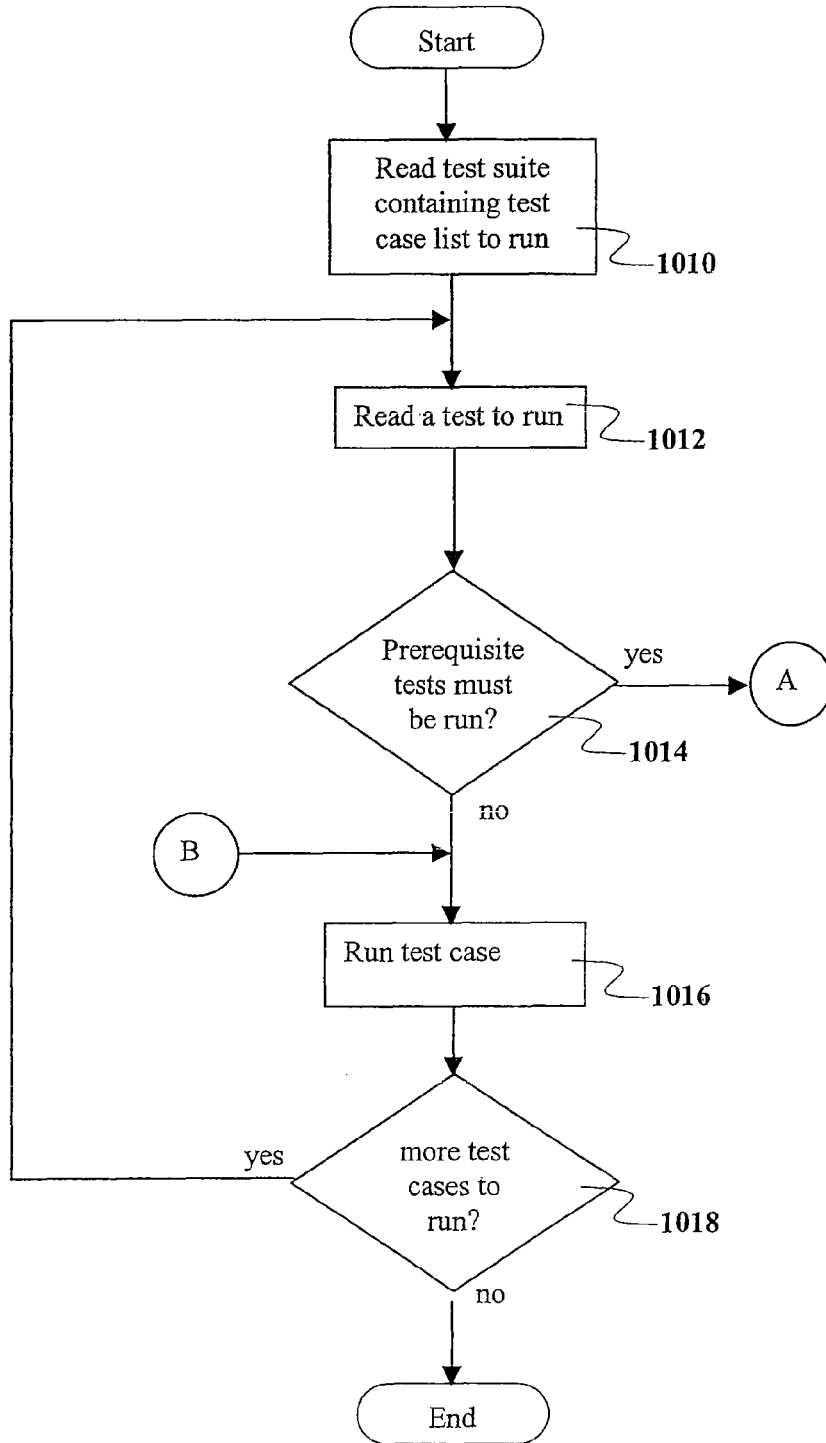 Start
Read test suite
containing test
case list to run
1010
Read a test to run
1012
Prerequisite
tests must
be run?
yes
A
1014
no
B
Run test case
1016
yes
more test
cases to
run?
1018
no
End